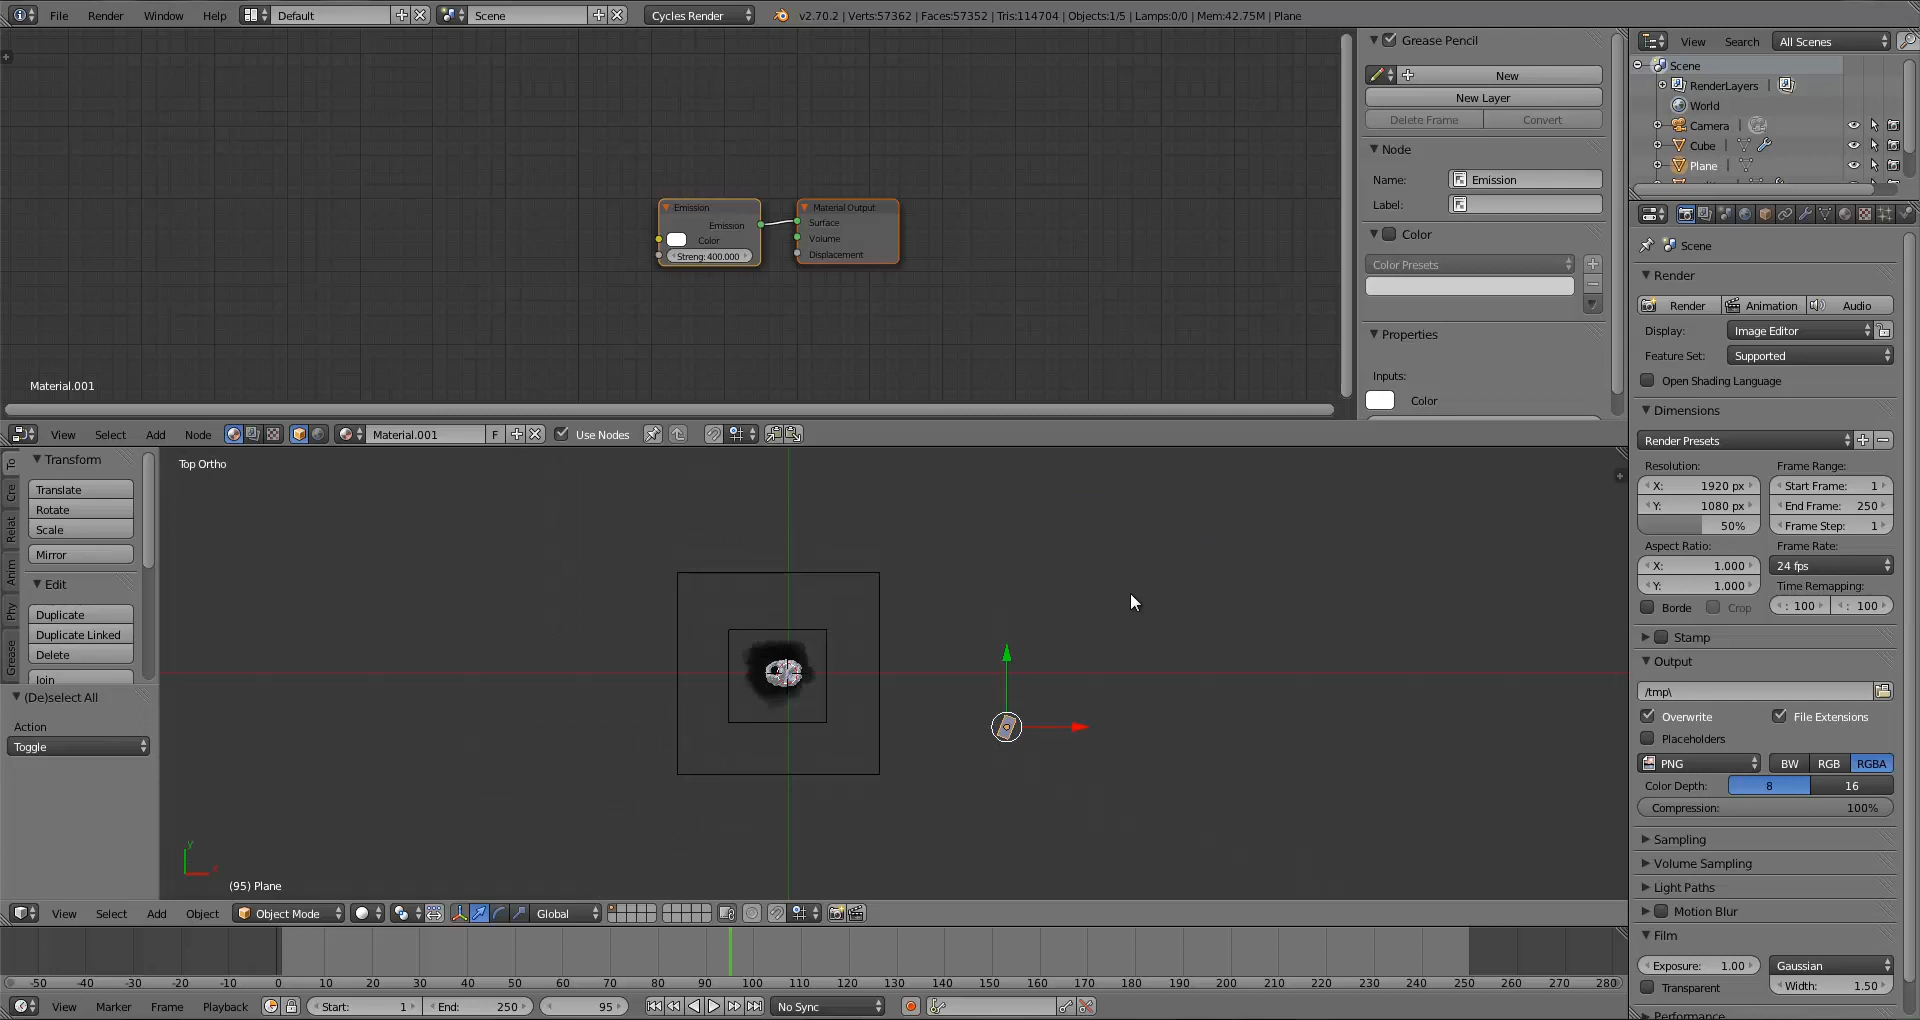 File Render Window Help Default Scene Cycles Render v2.70.2 | Verts:57362 | Faces:57352 | Tris:114704 | Objects:1/5 | Lamps:0/0 | Mem:42.75M | Plane
Emission
Emission
Color
Streng: 400.000
Material Output
Surface
Volume
Displacement
Material.001
Grease Pencil
New
New Layer
Delete Frame Convert
Node
Name: Emission
Label:
Color
Color Presets
Properties
Inputs:
Color
View Search All Scenes
Scene
RenderLayers |
World
Camera |
Cube |
Plane |
Scene
Render
Render Animation Audio
Display: Image Editor
Feature Set: Supported
Open Shading Language
Dimensions
Render Presets
Resolution: Frame Range:
X: 1920 px Start Frame: 1
Y: 1080 px End Frame: 250
50% Frame Step: 1
Aspect Ratio: Frame Rate:
X: 1.000 24 fps
Y: 1.000 Time Remapping:
Borde Crop : 100 : 100
Stamp
Output
/tmp\
Overwrite File Extensions
Placeholders
PNG BW RGB RGBA
Color Depth: 8 16
Compression: 100%
Sampling
Volume Sampling
Light Paths
Motion Blur
Film
Exposure: 1.00 Gaussian
Transparent Width: 1.50
Performance
View Select Add Node Material.001 F Use Nodes
To
Cre
Relat
Anim
Phy
Grease
Transform
Translate
Rotate
Scale
Mirror
Edit
Duplicate
Duplicate Linked
Delete
Join
(De)select All
Action
Toggle
Top Ortho
y
x
(95) Plane
View Select Add Object Object Mode Global
-50 -40 -30 -20 -10 0 10 20 30 40 50 60 70 80 90 100 110 120 130 140 150 160 170 180 190 200 210 220 230 240 250 260 270 280
View Marker Frame Playback Start: 1 End: 250 95 No Sync